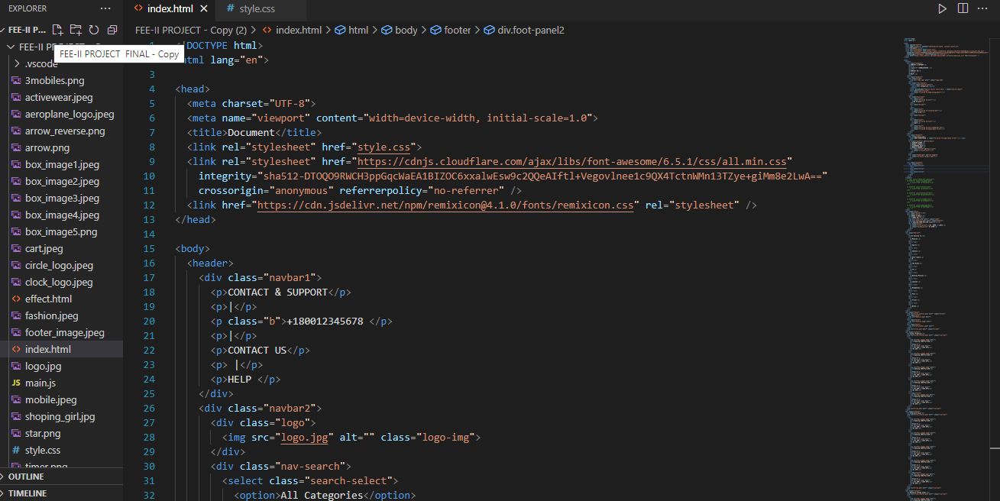 EXPLORER
FEE-II P...
FEE-II PR
FEE-II PROJECT  FINAL - Copy
.vscode
3mobiles.png
activewear.jpeg
aeroplane_logo.jpeg
arrow_reverse.png
arrow.png
box_image1.jpeg
box_image2.jpeg
box_image3.jpeg
box_image4.jpeg
box_image5.png
cart.jpeg
circle_logo.jpeg
clock_logo.jpeg
effect.html
fashion.jpeg
footer_image.jpeg
index.html
logo.jpg
JS main.js
mobile.jpeg
shoping_girl.jpg
star.png
# style.css
timer.png
OUTLINE
TIMELINE
index.html
# style.css
FEE-II PROJECT - Copy (2) > index.html > html > body > footer > div.foot-panel2
DOCTYPE html>
html lang="en">
3
4 <head>
5 <meta charset="UTF-8">
6 <meta name="viewport" content="width=device-width, initial-scale=1.0">
7 <title>Document</title>
8 <link rel="stylesheet" href="style.css">
9 <link rel="stylesheet" href="https://cdnjs.cloudflare.com/ajax/libs/font-awesome/6.5.1/css/all.min.css"
10 integrity="sha512-DTOQO9RWCH3ppGqcWaEA1BIZOC6xxalwEsw9c2QQeAIftl+Vegovlnee1c9QX4TctnWMn13TZye+giMm8e2LwA=="
11 crossorigin="anonymous" referrerpolicy="no-referrer" />
12 <link href="https://cdn.jsdelivr.net/npm/remixicon@4.1.0/fonts/remixicon.css" rel="stylesheet" />
13 </head>
14
15 <body>
16 <header>
17 <div class="navbar1">
18 <p>CONTACT & SUPPORT</p>
19 <p>|</p>
20 <p class="b">+180012345678 </p>
21 <p>|</p>
22 <p>CONTACT US</p>
23 <p> |</p>
24 <p>HELP </p>
25 </div>
26 <div class="navbar2">
27 <div class="logo">
28 <img src="logo.jpg" alt="" class="logo-img">
29 </div>
30 <div class="nav-search">
31 <select class="search-select">
32 <option>All Categories</option>